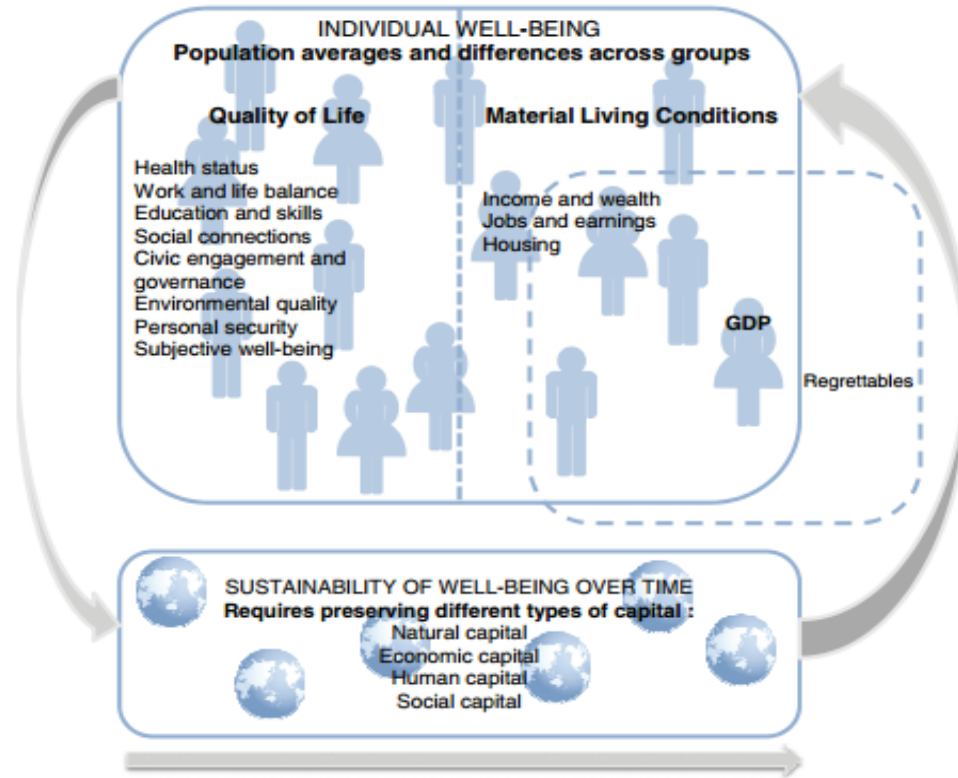 INDIVIDUAL WELL-BEING
Population averages and differences across groups
Quality of Life
Health status
Work and life balance
Education and skills
Social connections
Civic engagement and
governance
Environmental quality
Personal security
Subjective well-being
Material Living Conditions
Income and wealth
Jobs and earnings
Housing
GDP
Regrettables
SUSTAINABILITY OF WELL-BEING OVER TIME
Requires preserving different types of capital :
Natural capital
Economic capital
Human capital
Social capital